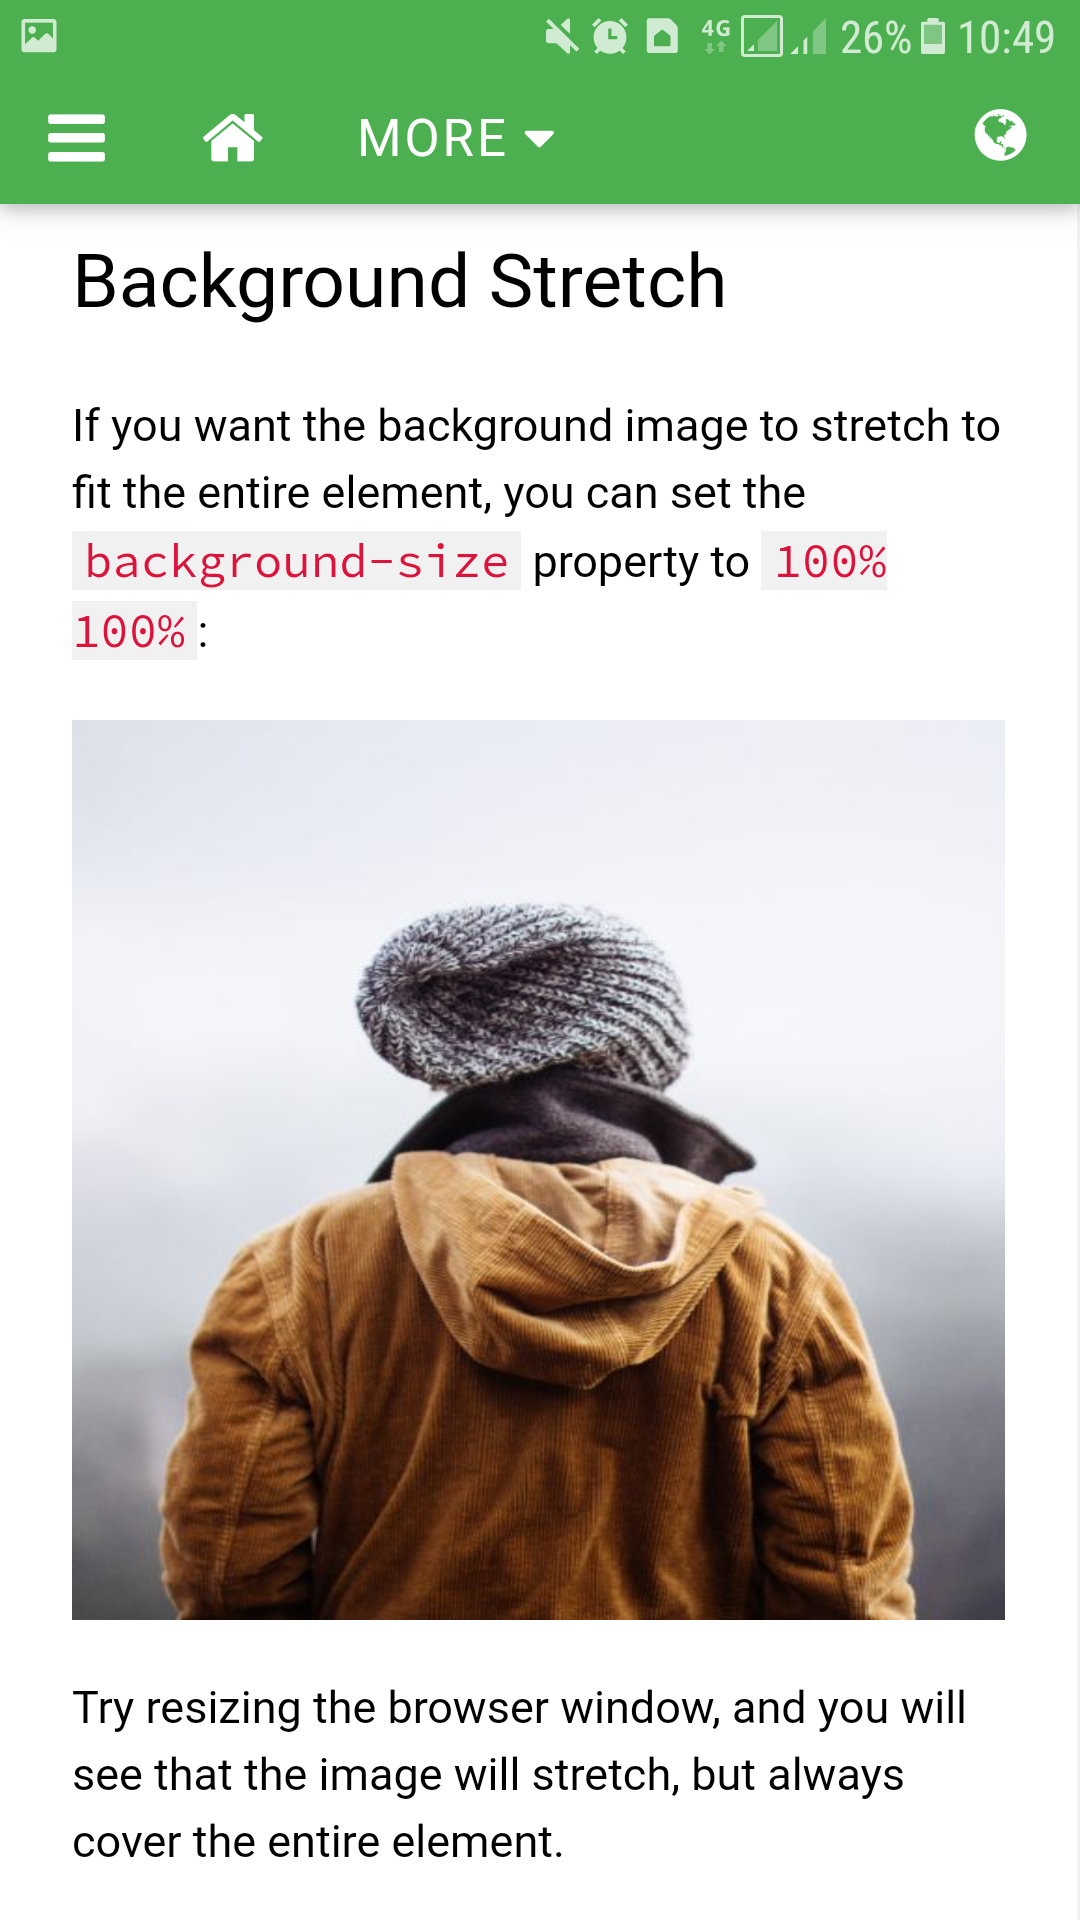 4G 26% 10:49
MORE
Background Stretch
If you want the background image to stretch to
fit the entire element, you can set the
background-size property to 100%
100% :
Try resizing the browser window, and you will
see that the image will stretch, but always
cover the entire element.